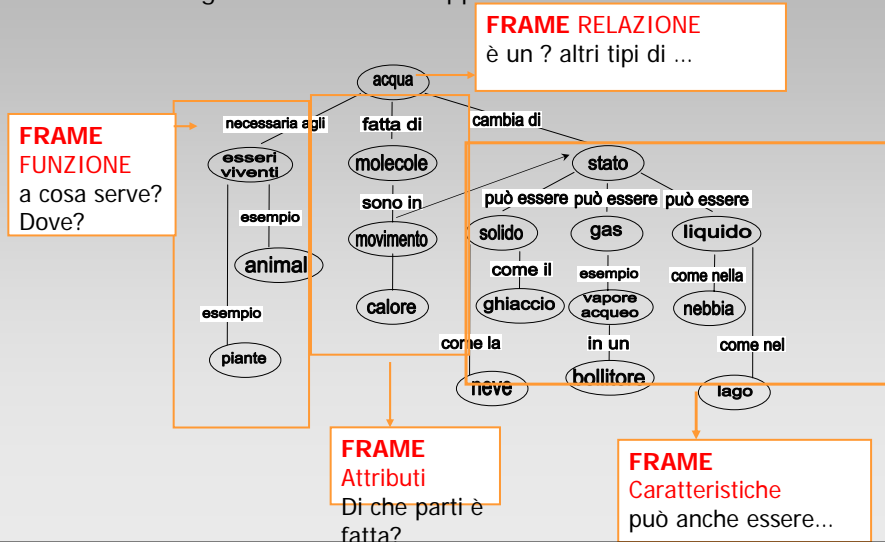 FRAME RELAZIONE
è un ? altri tipi di ...
acqua
necessaria agli
fatta di
cambia di
FRAME
FUNZIONE
a cosa serve?
Dove?
esseri
viventi
molecole
stato
esempio
sono in
può essere
può essere
può essere
animal
movimento
solido
gas
liquido
come il
esempio
come nella
esempio
calore
ghiaccio
vapore
acqueo
nebbia
piante
come la
in un
come nel
neve
bollitore
lago
FRAME
Attributi
Di che parti è
fatta?
FRAME
Caratteristiche
può anche essere...